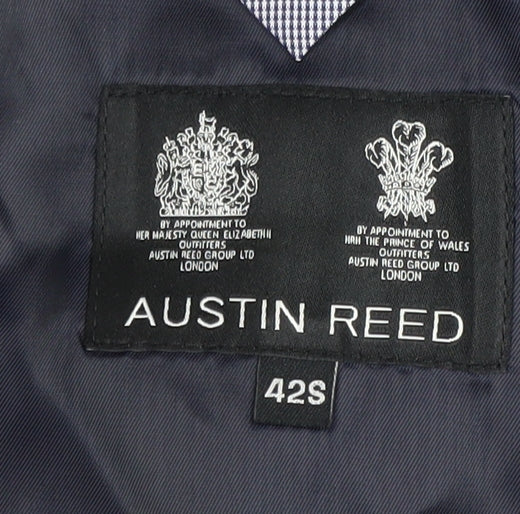 BY APPOINTMENT TO
HER MAJESTY QUEEN ELIZABETH II
OUTFITTERS
AUSTIN REED GROUP LTD
LONDON
BY APPOINTMENT TO
HRH THE PRINCE OF WALES
OUTFITTERS
AUSTIN REED GROUP LTD
LONDON
AUSTIN REED
42S